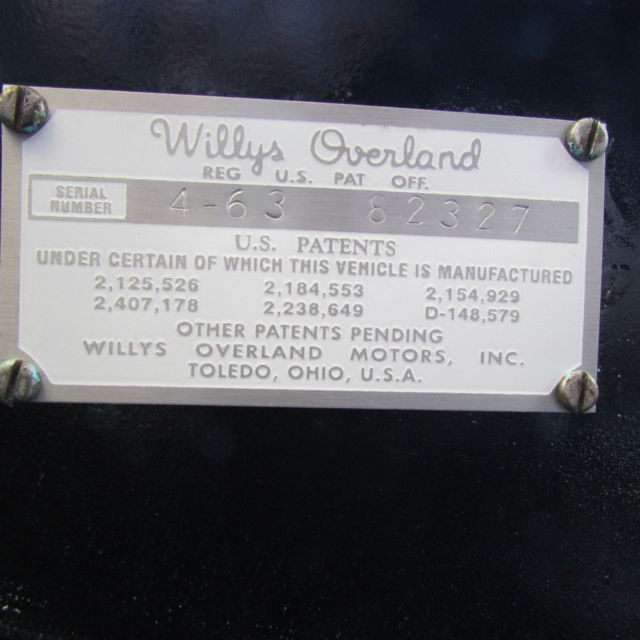 Willys Overland
REG U.S. PAT OFF.
SERIAL NUMBER 4-63 82327
U.S. PATENTS
UNDER CERTAIN OF WHICH THIS VEHICLE IS MANUFACTURED
2,125,526 2,184,553 2,154,929
2,407,178 2,238,649 D-148,579
OTHER PATENTS PENDING
WILLYS OVERLAND MOTORS, INC.
TOLEDO, OHIO, U.S.A.